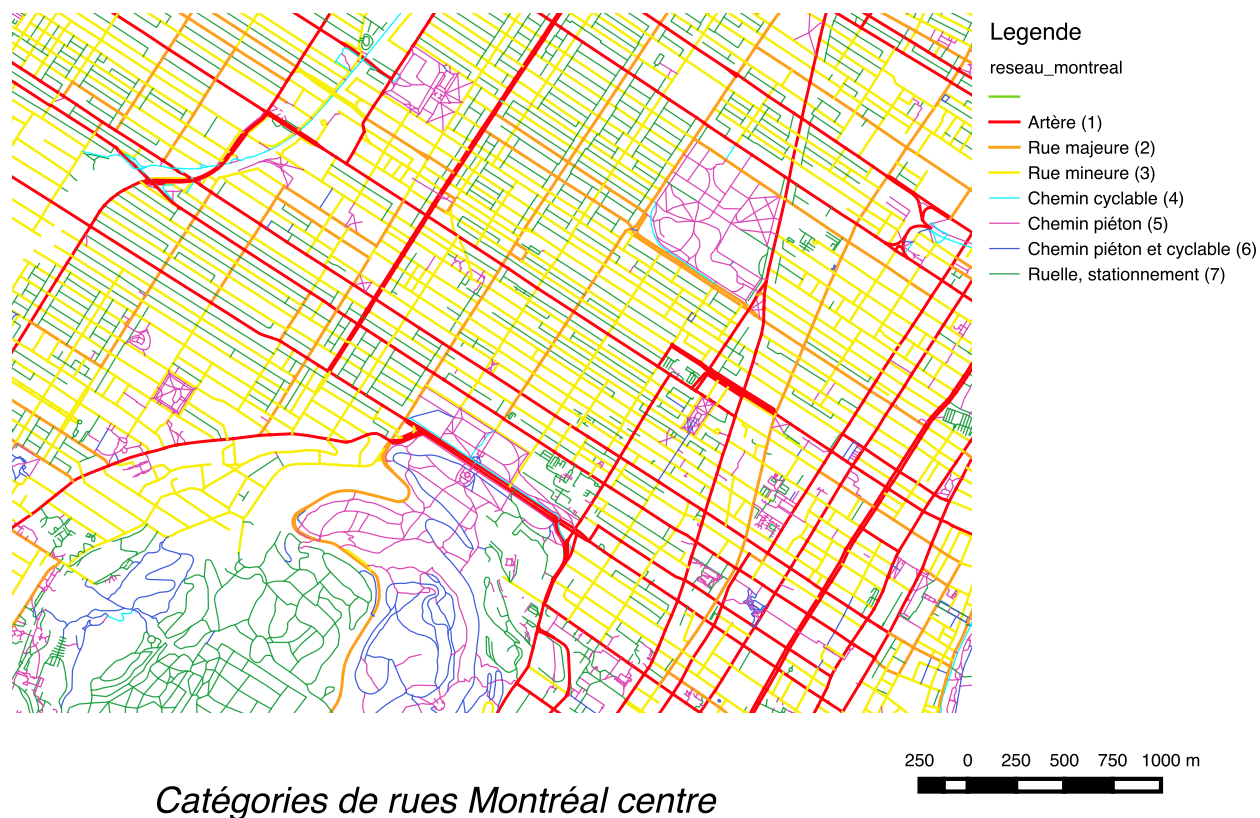 Legende
reseau_montreal
Artère (1)
Rue majeure (2)
Rue mineure (3)
Chemin cyclable (4)
Chemin piéton (5)
Chemin piéton et cyclable (6)
Ruelle, stationnement (7)
250 0 250 500 750 1000 m
Catégories de rues Montréal centre